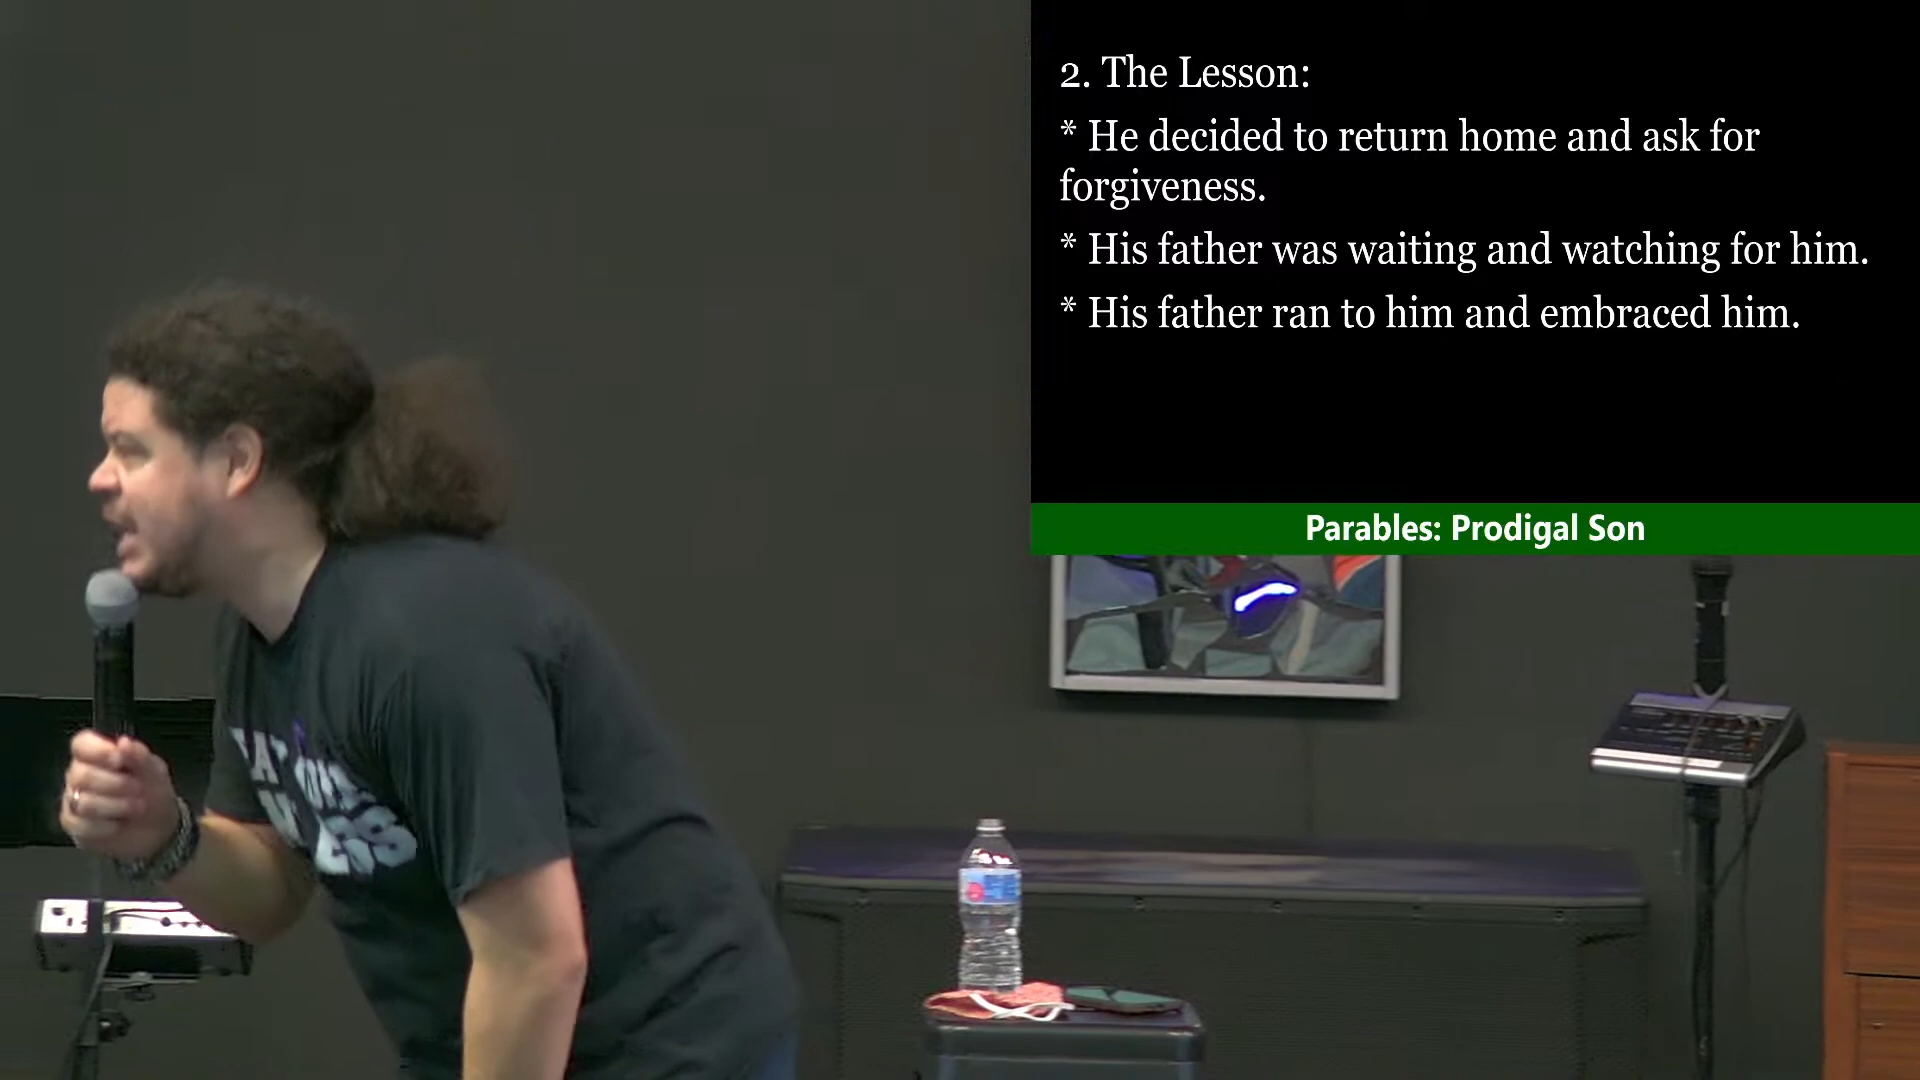 2. The Lesson:
* He decided to return home and ask for
forgiveness.
* His father was waiting and watching for him.
* His father ran to him and embraced him.
Parables: Prodigal Son